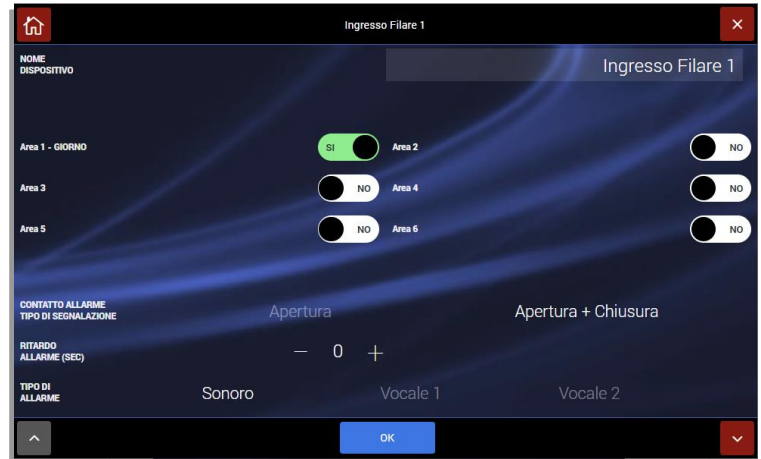 Ingresso Filare 1
NOME
DISPOSITIVO
Ingresso Filare 1
Area 1 - GIORNO
SI
Area 2
NO
Area 3
NO
Area 4
NO
Area 5
NO
Area 6
NO
CONTATTO ALLARME
TIPO DI SEGNALAZIONE
Apertura
Apertura + Chiusura
RITARDO
ALLARME (SEC)
— 0 +
TIPO DI
ALLARME
Sonoro
Vocale 1
Vocale 2
OK